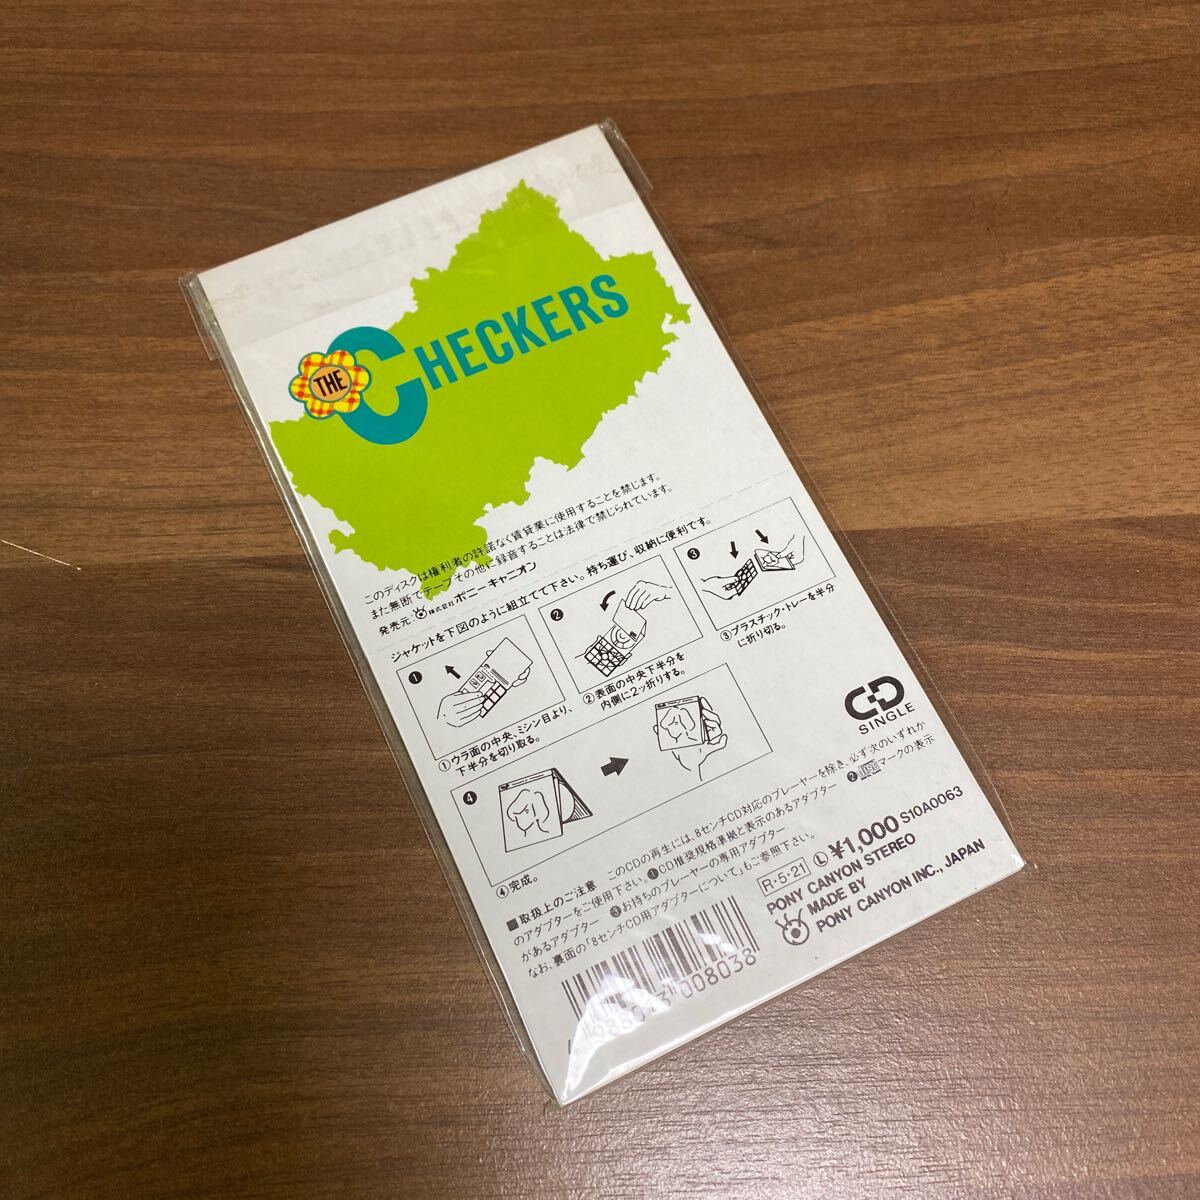 THE CHECKERS
このディスクは権利者の許諾なく賃貸業に使用することを禁じます。
また無断でテープその他に録音することは法律で禁じられています。
発売元: 株式会社 ポニーキャニオン
ジャケットを下図のように組立てて下さい。持ち運び、収納に便利です。
❶
❷
❸
①ウラ面の中央、ミシン目より、
下半分を切り取る。
②表面の中央下半分を
内側に2ッ折りする。
③プラスチック・トレーを半分
に折り切る。
❹
④完成。
CD
SINGLE
■取扱上のご注意 このCDの再生には、8センチCD対応のプレーヤーを除き、必ず次のいずれか
のアダプターをご使用下さい。❶CD推奨規格準拠と表示のあるアダプター ❷マークの表示
があるアダプター ❸お持ちのプレーヤーの専用アダプター
なお、裏面の「8センチCD用アダプターについて」もご参照下さい。
R・5・21 Ⓛ ¥1,000 S10A0063
PONY CANYON STEREO
MADE BY
PONY CANYON INC., JAPAN
008038